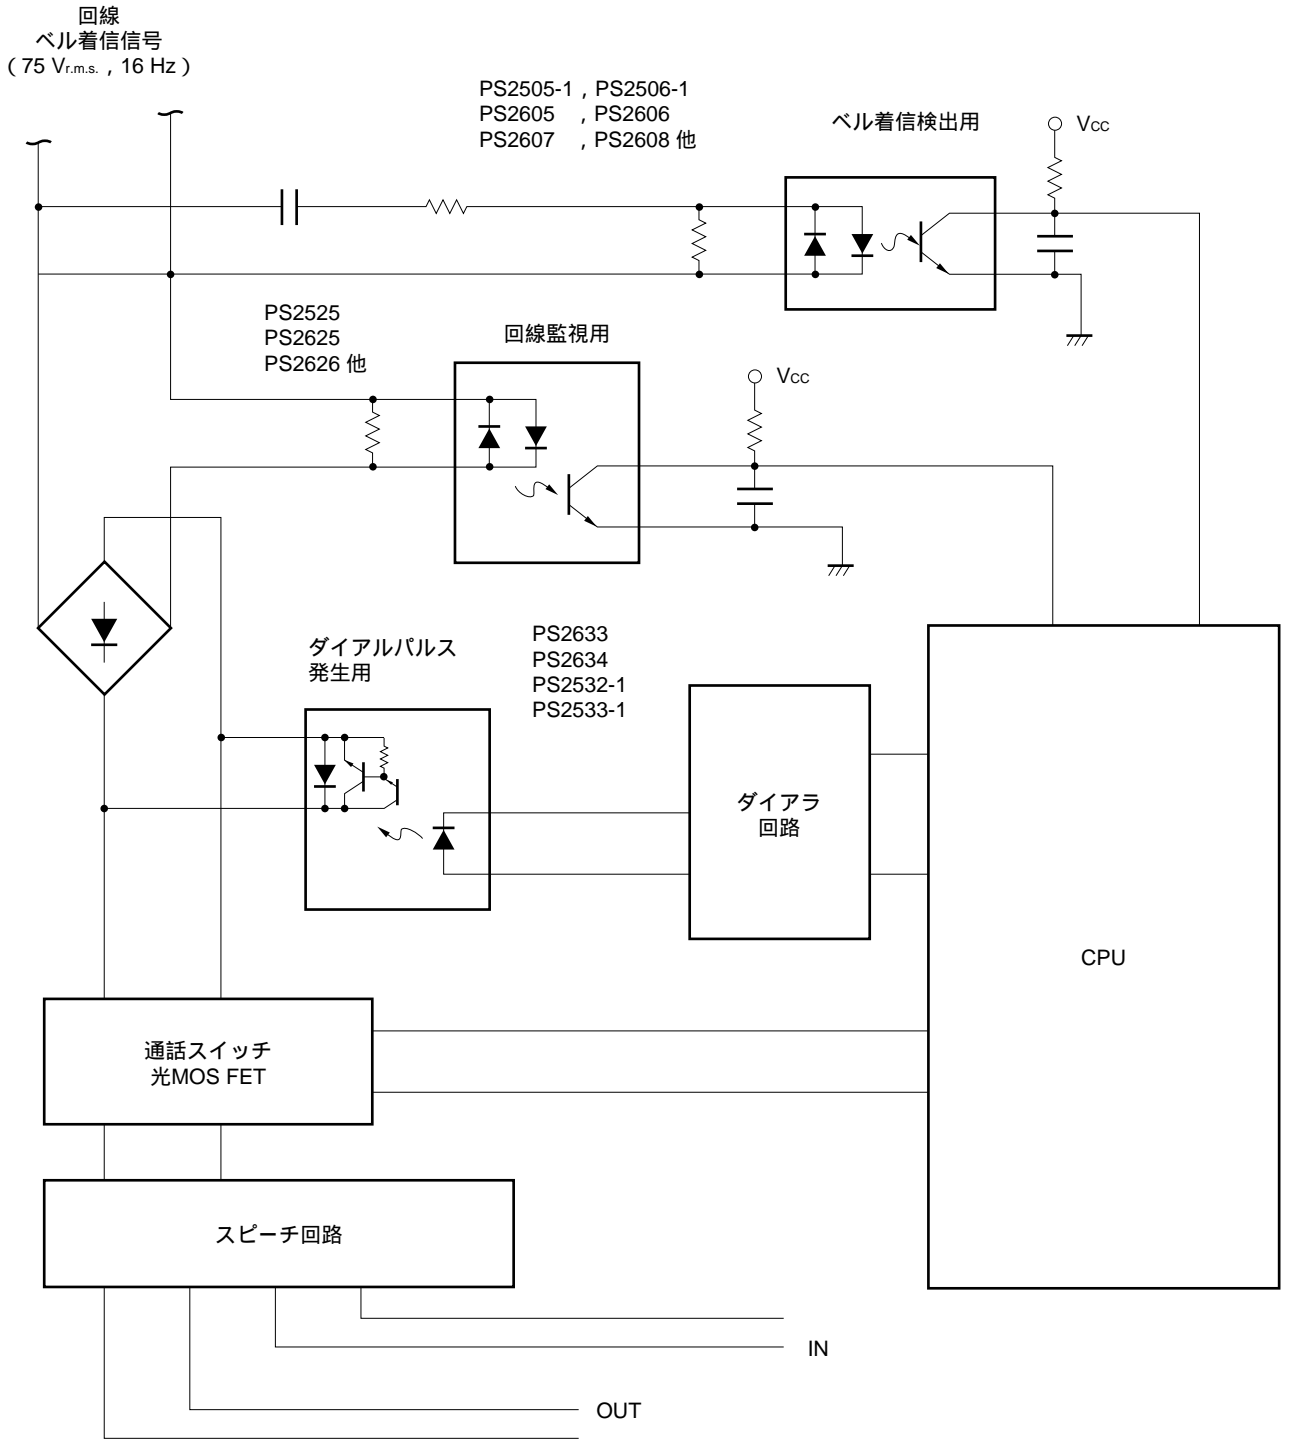 回線
ベル着信信号
（75 Vr.m.s.，16 Hz）
PS2505-1，PS2506-1
PS2605　，PS2606
PS2607　，PS2608 他
ベル着信検出用
VCC
PS2525
PS2625
PS2626 他
回線監視用
VCC
ダイアルパルス
発生用
PS2633
PS2634
PS2532-1
PS2533-1
ダイアラ
回路
CPU
通話スイッチ
光MOS FET
スピーチ回路
IN
OUT